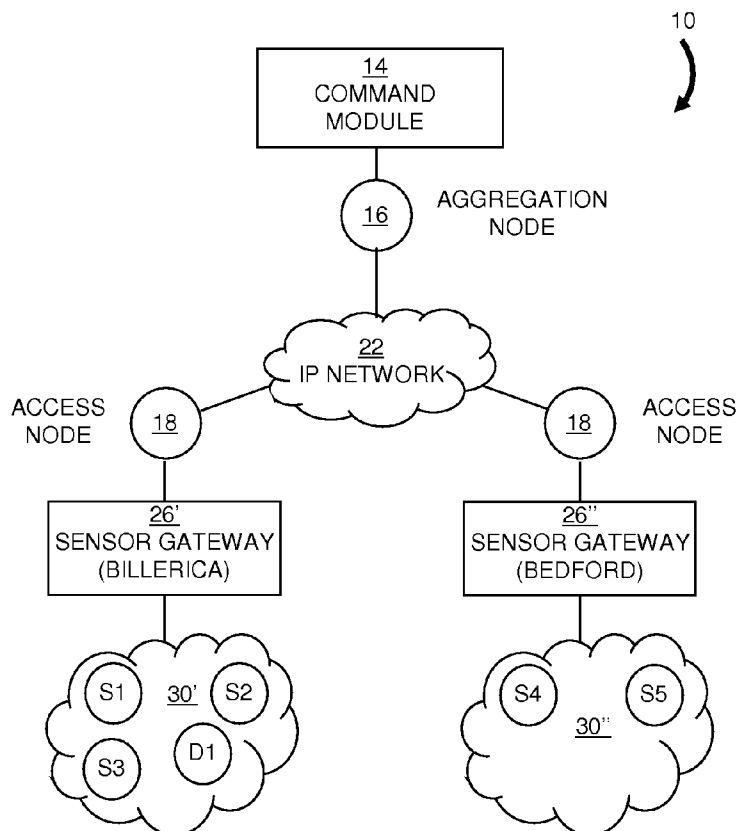 10
14
COMMAND
MODULE
16
AGGREGATION
NODE
22
IP NETWORK
ACCESS
NODE
18
18
ACCESS
NODE
26'
SENSOR GATEWAY
(BILLERICA)
26"
SENSOR GATEWAY
(BEDFORD)
S1
30'
S2
S3
D1
S4
S5
30"